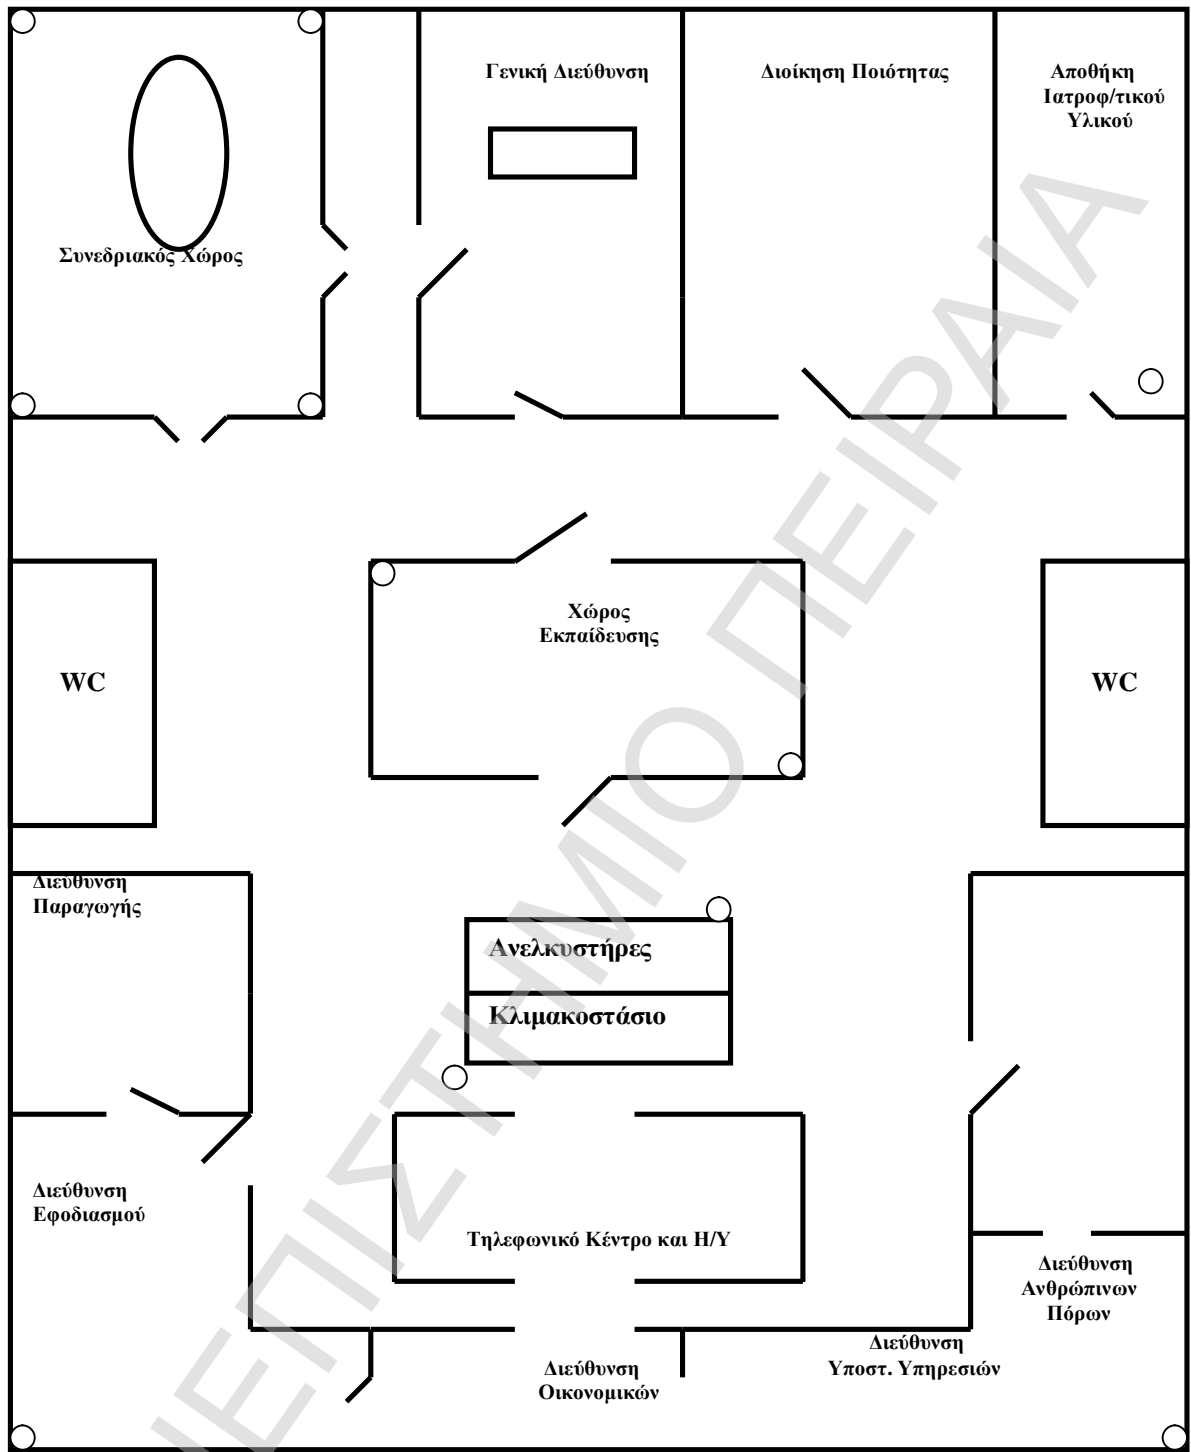 Γενική Διεύθυνση
Διοίκηση Ποιότητας
Αποθήκη
Ιατροφ/τικού
Υλικού
Συνεδριακός Χώρος
Χώρος
Εκπαίδευσης
WC
WC
Διεύθυνση
Παραγωγής
Ανελκυστήρες
Κλιμακοστάσιο
Διεύθυνση
Εφοδιασμού
Τηλεφωνικό Κέντρο και Η/Υ
Διεύθυνση
Ανθρώπινων
Πόρων
Διεύθυνση
Υποστ. Υπηρεσιών
Διεύθυνση
Οικονομικών
ΕΠΙΣΤΗΜΙΟ ΠΕΙΡΑΙΑ